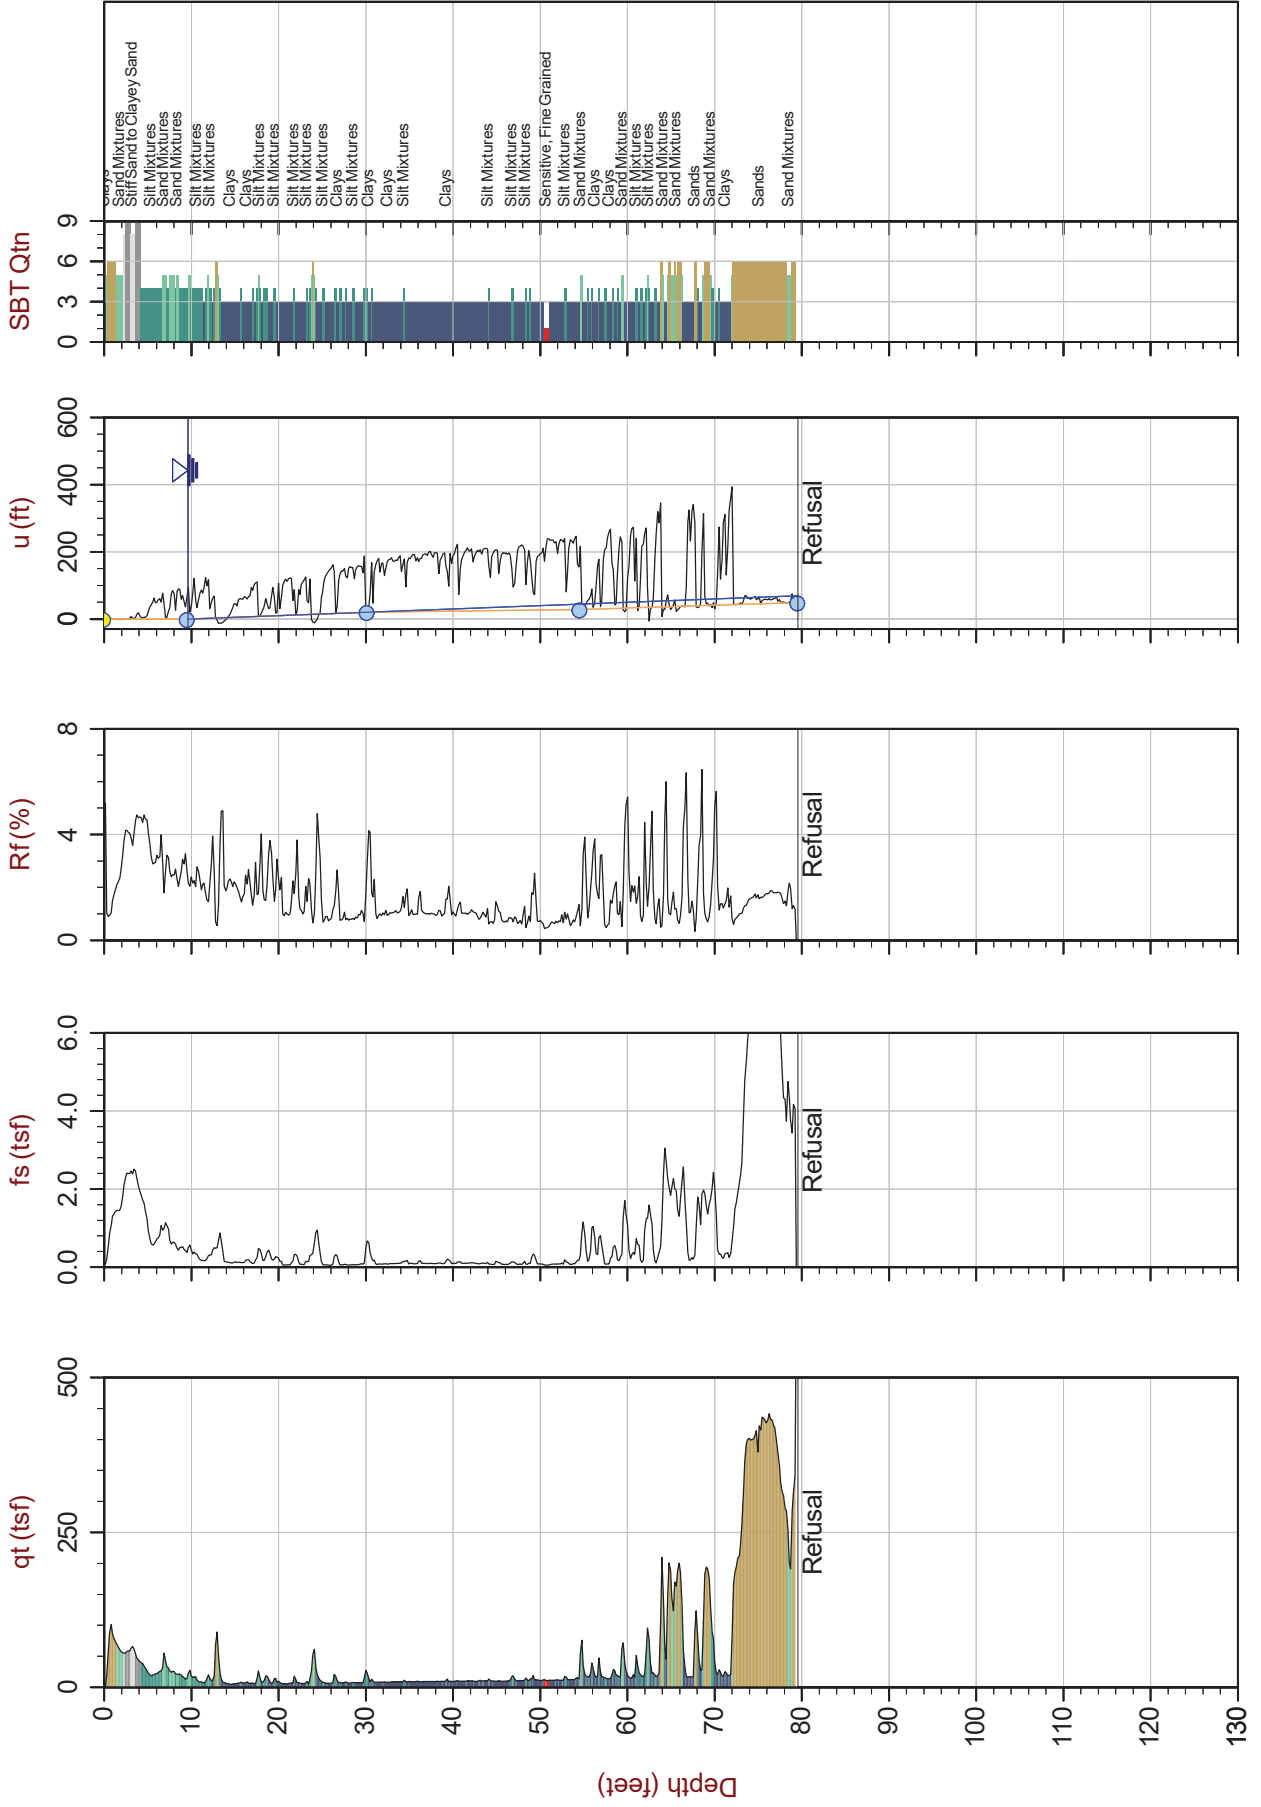 qt (tsf)
fs (tsf)
Rf (%)
u (ft)
SBT Qtn
0
250
500
0.0
2.0
4.0
6.0
0
4
8
0
200
400
600
0
3
6
9
Depth (feet)
0
10
20
30
40
50
60
70
80
90
100
110
120
130
Clays
Sand Mixtures
Stiff Sand to Clayey Sand
Silt Mixtures
Sand Mixtures
Sand Mixtures
Silt Mixtures
Silt Mixtures
Clays
Clays
Silt Mixtures
Silt Mixtures
Silt Mixtures
Silt Mixtures
Silt Mixtures
Clays
Silt Mixtures
Clays
Clays
Silt Mixtures
Clays
Silt Mixtures
Silt Mixtures
Silt Mixtures
Sensitive, Fine Grained
Silt Mixtures
Sand Mixtures
Clays
Clays
Sand Mixtures
Silt Mixtures
Silt Mixtures
Sand Mixtures
Sand Mixtures
Sands
Sand Mixtures
Clays
Sands
Sand Mixtures
Refusal
Refusal
Refusal
Refusal